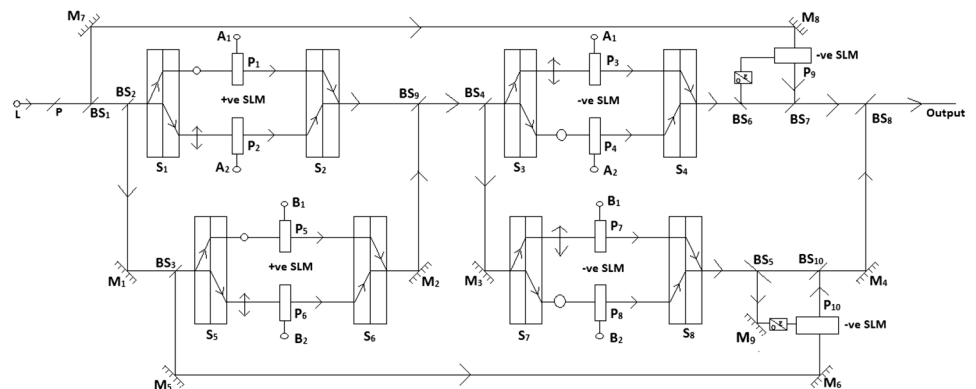 M7
M8
A1
A1
-ve SLM
P1
P3
P9
BS2
BS9
BS4
+ve SLM
-ve SLM
L
P
BS1
BS6
BS7
BS8
Output
P2
P4
S1
A2
S2
S3
A2
S4
B1
B1
P5
P7
BS3
+ve SLM
-ve SLM
BS5
BS10
M1
M2
M3
M4
P6
P8
P10
-ve SLM
S5
B2
S6
S7
B2
S8
M9
M5
M6